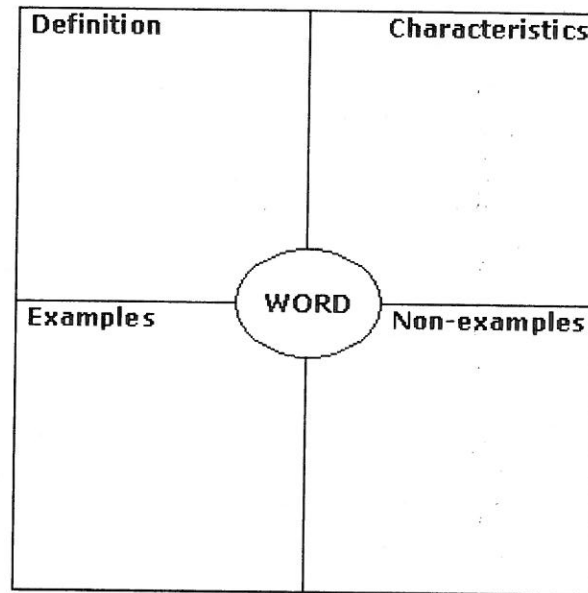 Definition
Characteristics
WORD
Examples
Non-examples